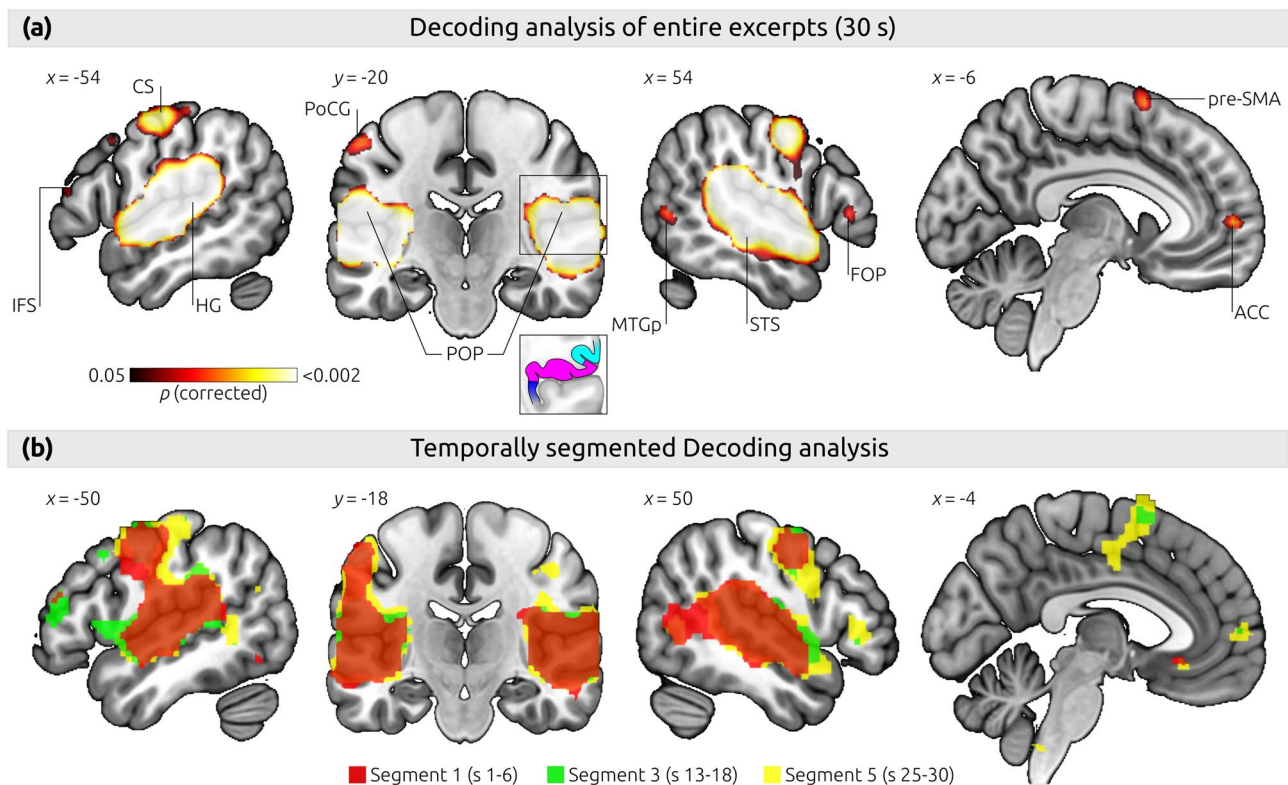 (a) Decoding analysis of entire excerpts (30 s)
x = -54
y = -20
x = 54
x = -6
CS
PoCG
pre-SMA
IFS
HG
MTGp
STS
FOP
ACC
POP
0.05
<0.002
p (corrected)
(b) Temporally segmented Decoding analysis
x = -50
y = -18
x = 50
x = -4
Segment 1 (s 1-6)
Segment 3 (s 13-18)
Segment 5 (s 25-30)